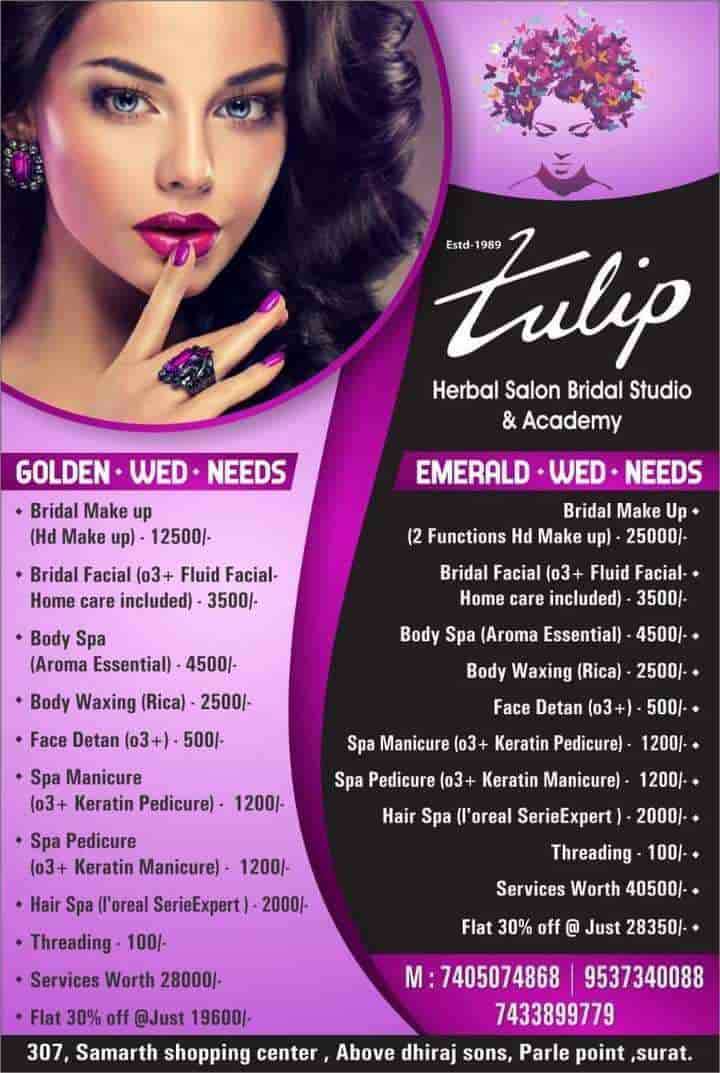 Estd-1989
Tulip
Herbal Salon Bridal Studio
& Academy
GOLDEN • WED • NEEDS
• Bridal Make up
(Hd Make up) - 12500/-
• Bridal Facial (o3+ Fluid Facial-
Home care included) - 3500/-
• Body Spa
(Aroma Essential) - 4500/-
• Body Waxing (Rica) - 2500/-
• Face Detan (o3+) - 500/-
• Spa Manicure
(o3+ Keratin Pedicure) - 1200/-
• Spa Pedicure
(o3+ Keratin Manicure) - 1200/-
• Hair Spa (l'oreal SerieExpert ) - 2000/-
• Threading - 100/-
• Services Worth 28000/-
• Flat 30% off @Just 19600/-
EMERALD • WED • NEEDS
Bridal Make Up •
(2 Functions Hd Make up) - 25000/-
Bridal Facial (o3+ Fluid Facial- •
Home care included) - 3500/-
Body Spa (Aroma Essential) - 4500/- •
Body Waxing (Rica) - 2500/- •
Face Detan (o3+) - 500/- •
Spa Manicure (o3+ Keratin Pedicure) - 1200/- •
Spa Pedicure (o3+ Keratin Manicure) - 1200/- •
Hair Spa (l'oreal SerieExpert ) - 2000/- •
Threading - 100/- •
Services Worth 40500/- •
Flat 30% off @ Just 28350/- •
M : 7405074868 | 9537340088
7433899779
307, Samarth shopping center , Above dhiraj sons, Parle point ,surat.